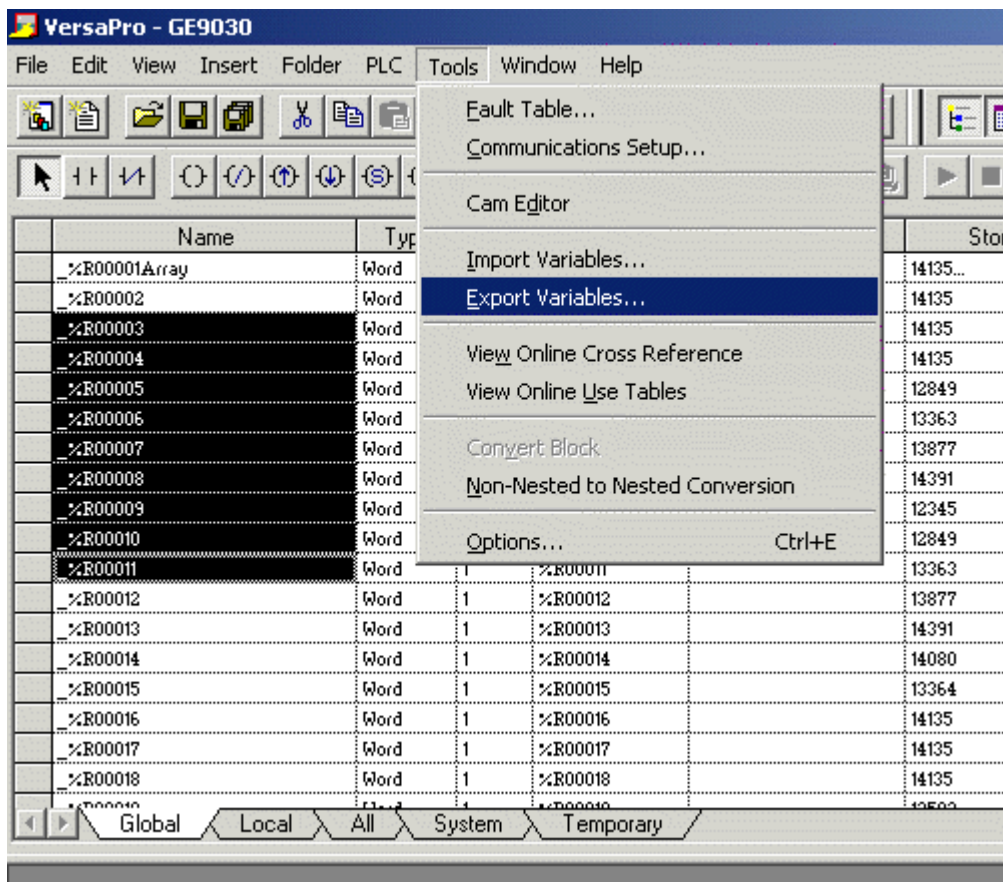 VersaPro - GE9030
File Edit View Insert Folder PLC Tools Window Help
Fault Table...
Communications Setup...
Cam Editor
Import Variables...
Export Variables...
View Online Cross Reference
View Online Use Tables
Convert Block
Non-Nested to Nested Conversion
Options... Ctrl+E
Name
_%R00001Array Word 14135...
_%R00002 Word 14135
_%R00003 Word 14135
_%R00004 Word 14135
_%R00005 Word 12849
_%R00006 Word 13363
_%R00007 Word 13877
_%R00008 Word 14391
_%R00009 Word 12345
_%R00010 Word 12849
_%R00011 Word 1 %R00011 13363
_%R00012 Word 1 %R00012 13877
_%R00013 Word 1 %R00013 14391
_%R00014 Word 1 %R00014 14080
_%R00015 Word 1 %R00015 13364
_%R00016 Word 1 %R00016 14135
_%R00017 Word 1 %R00017 14135
_%R00018 Word 1 %R00018 14135
Global Local All System Temporary